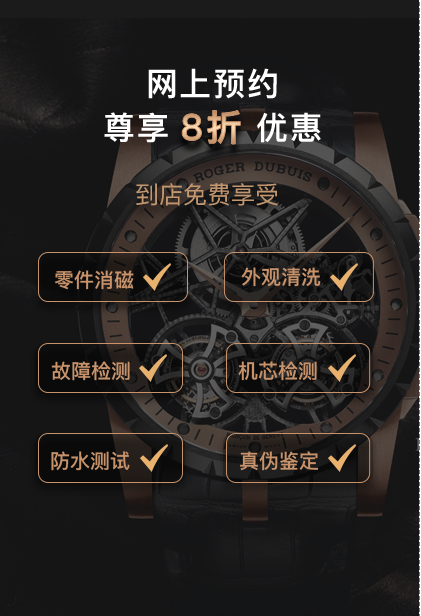 网上预约
尊享 8折 优惠
ROGER DUBUIS
到店免费享受
零件消磁
外观清洗
故障检测
机芯检测
防水测试
真伪鉴定